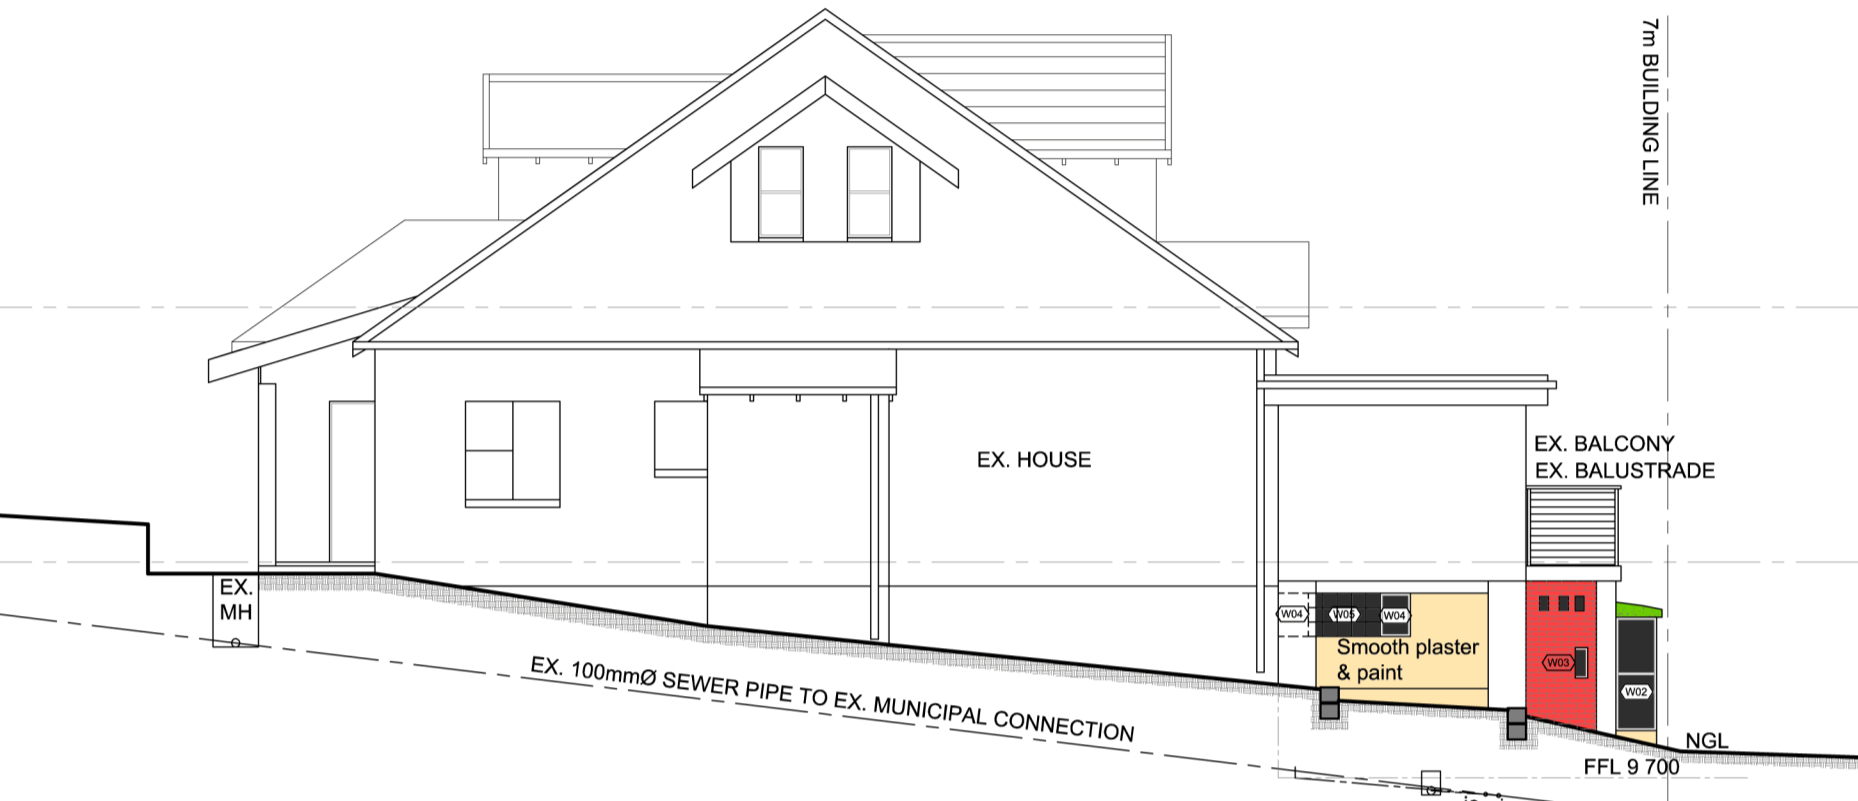 7m BUILDING LINE
EX. HOUSE
EX. BALCONY
EX. BALUSTRADE
EX.
MH
W04
W05
W04
Smooth plaster
& paint
W03
W02
EX. 100mmØ SEWER PIPE TO EX. MUNICIPAL CONNECTION
NGL
FFL 9 700